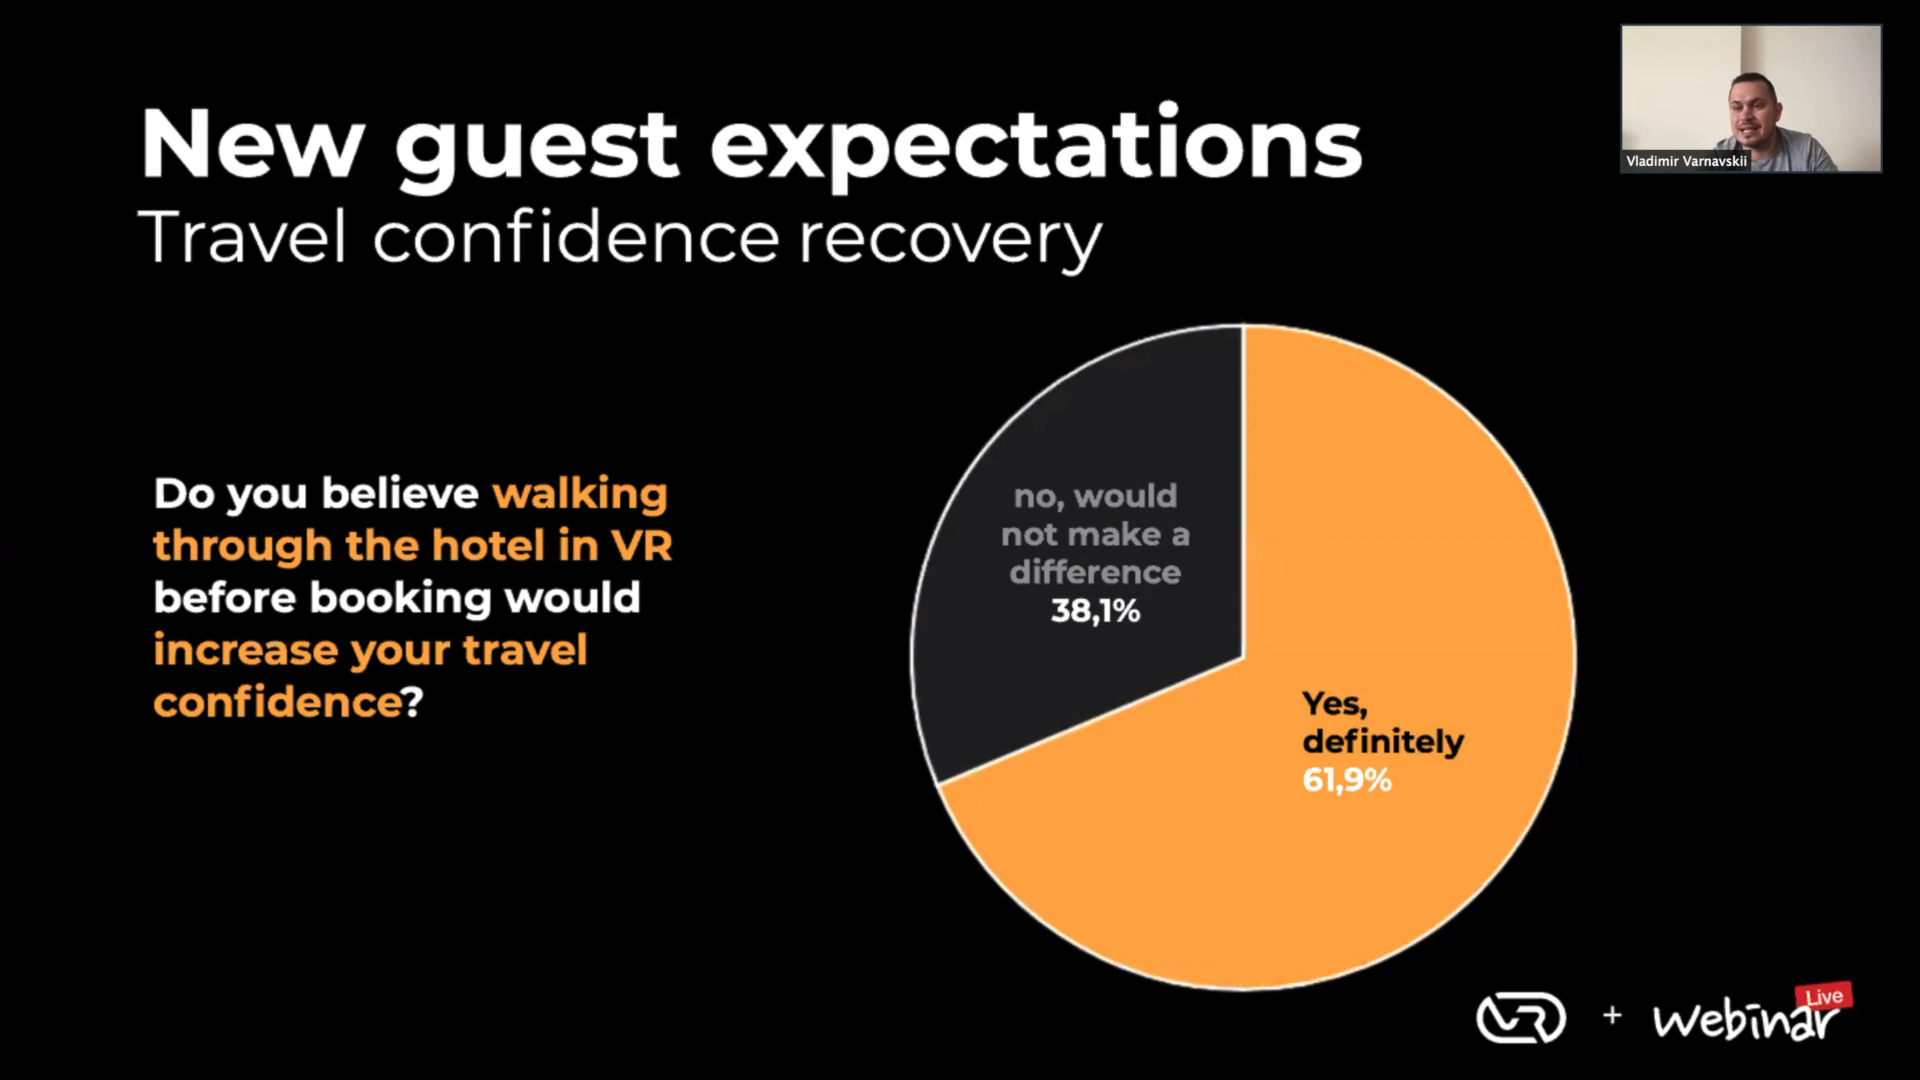 New guest expectations
Travel confidence recovery
Vladimir Varnavskii
Do you believe walking
through the hotel in VR
before booking would
increase your travel
confidence?
no, would
not make a
difference
38,1%
Yes,
definitely
61,9%
VR + webinar Live